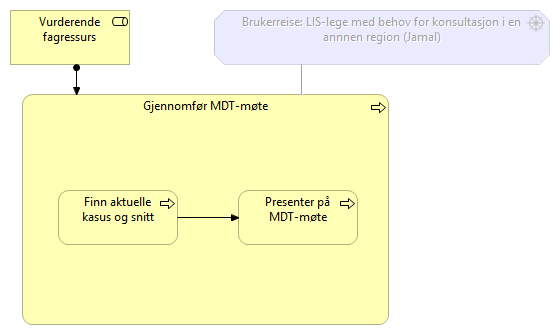 Vurderende
fagressurs
Brukerreise: LIS-lege med behov for konsultasjon i en
annnen region (Jamal)
Gjennomfør MDT-møte
Finn aktuelle
kasus og snitt
Presenter på
MDT-møte